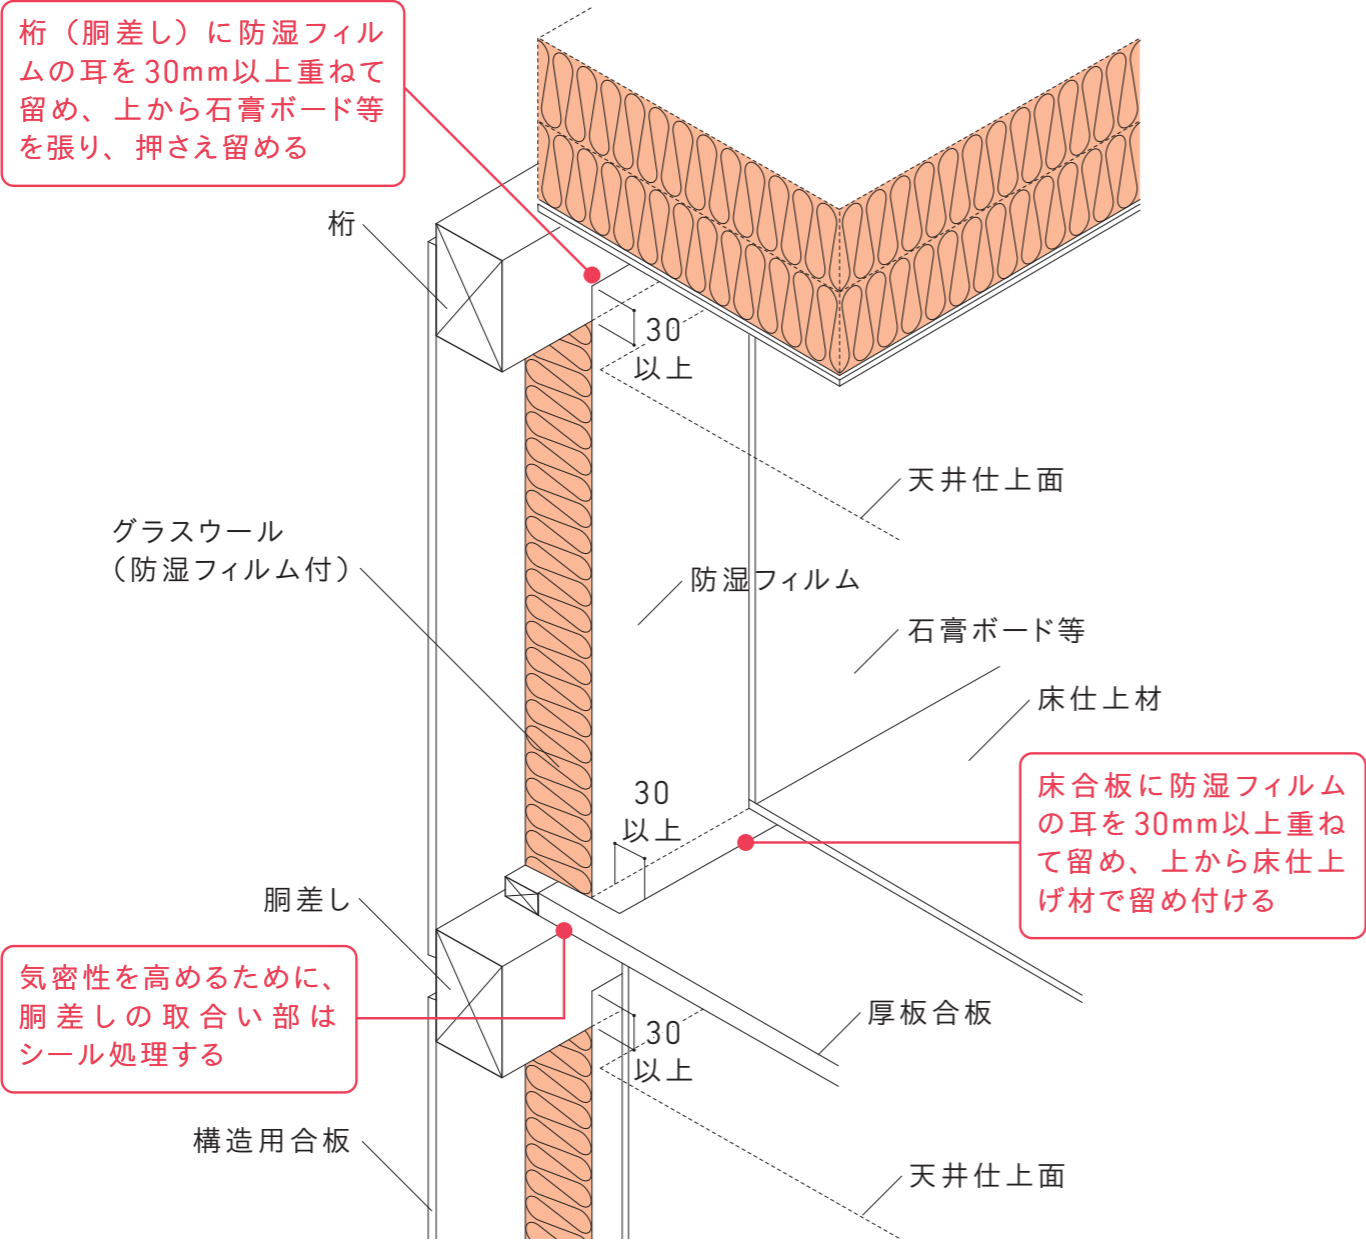 桁（胴差し）に防湿フィル
ムの耳を30mm以上重ねて
留め、上から石膏ボード等
を張り、押さえ留める
桁
30
以上
天井仕上面
グラスウール
（防湿フィルム付）
防湿フィルム
石膏ボード等
床仕上材
30
以上
床合板に防湿フィルム
の耳を30mm以上重ね
て留め、上から床仕上
げ材で留め付ける
胴差し
気密性を高めるために、
胴差しの取合い部は
シール処理する
30
以上
厚板合板
構造用合板
天井仕上面